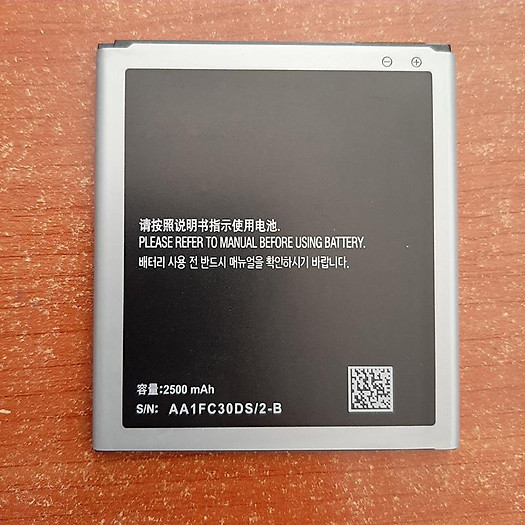 ⊖ ⊕
请按照说明书指示使用电池.
PLEASE REFER TO MANUAL BEFORE USING BATTERY.
배터리 사용 전 반드시 매뉴얼을 확인하시기 바랍니다.
容量:2500 mAh
S/N: AA1FC30DS/2-B